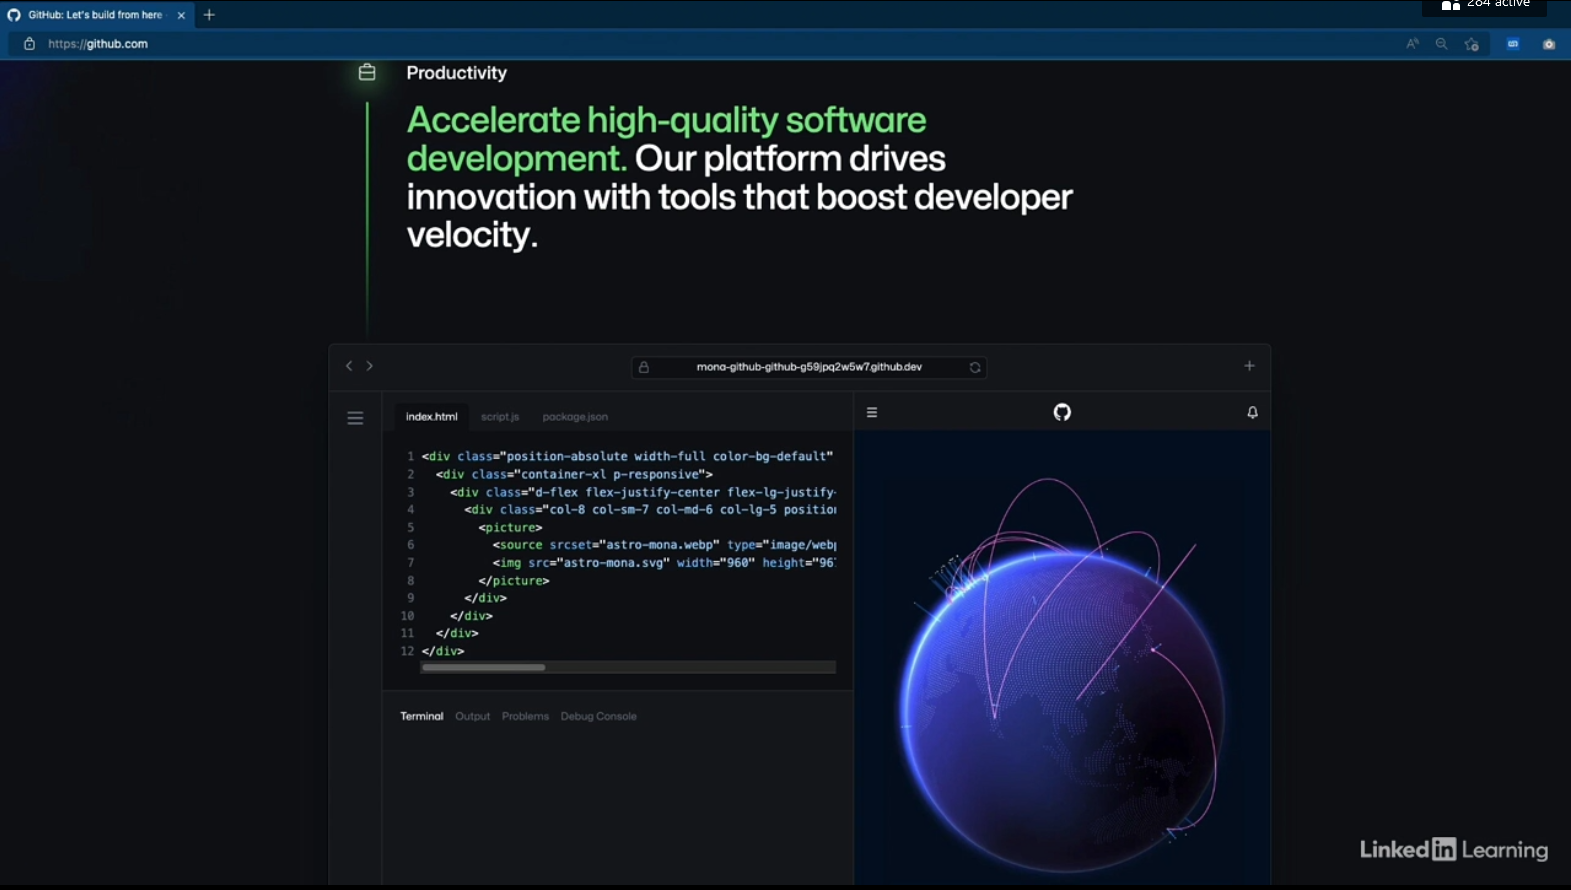 GitHub: Let's build from here
284 active
https://github.com
Productivity
Accelerate high-quality software
development. Our platform drives
innovation with tools that boost developer
velocity.
mona-github-github-g59jpq2w5w7.github.dev
index.html script.js package.json
1 <div class="position-absolute width-full color-bg-default"
2 <div class="container-xl p-responsive">
3 <div class="d-flex flex-justify-center flex-lg-justify-
4 <div class="col-8 col-sm-7 col-md-6 col-lg-5 position
5 <picture>
6 <source srcset="astro-mona.webp" type="image/webp
7 <img src="astro-mona.svg" width="960" height="967
8 </picture>
9 </div>
10 </div>
11 </div>
12 </div>
Terminal Output Problems Debug Console
LinkedIn Learning